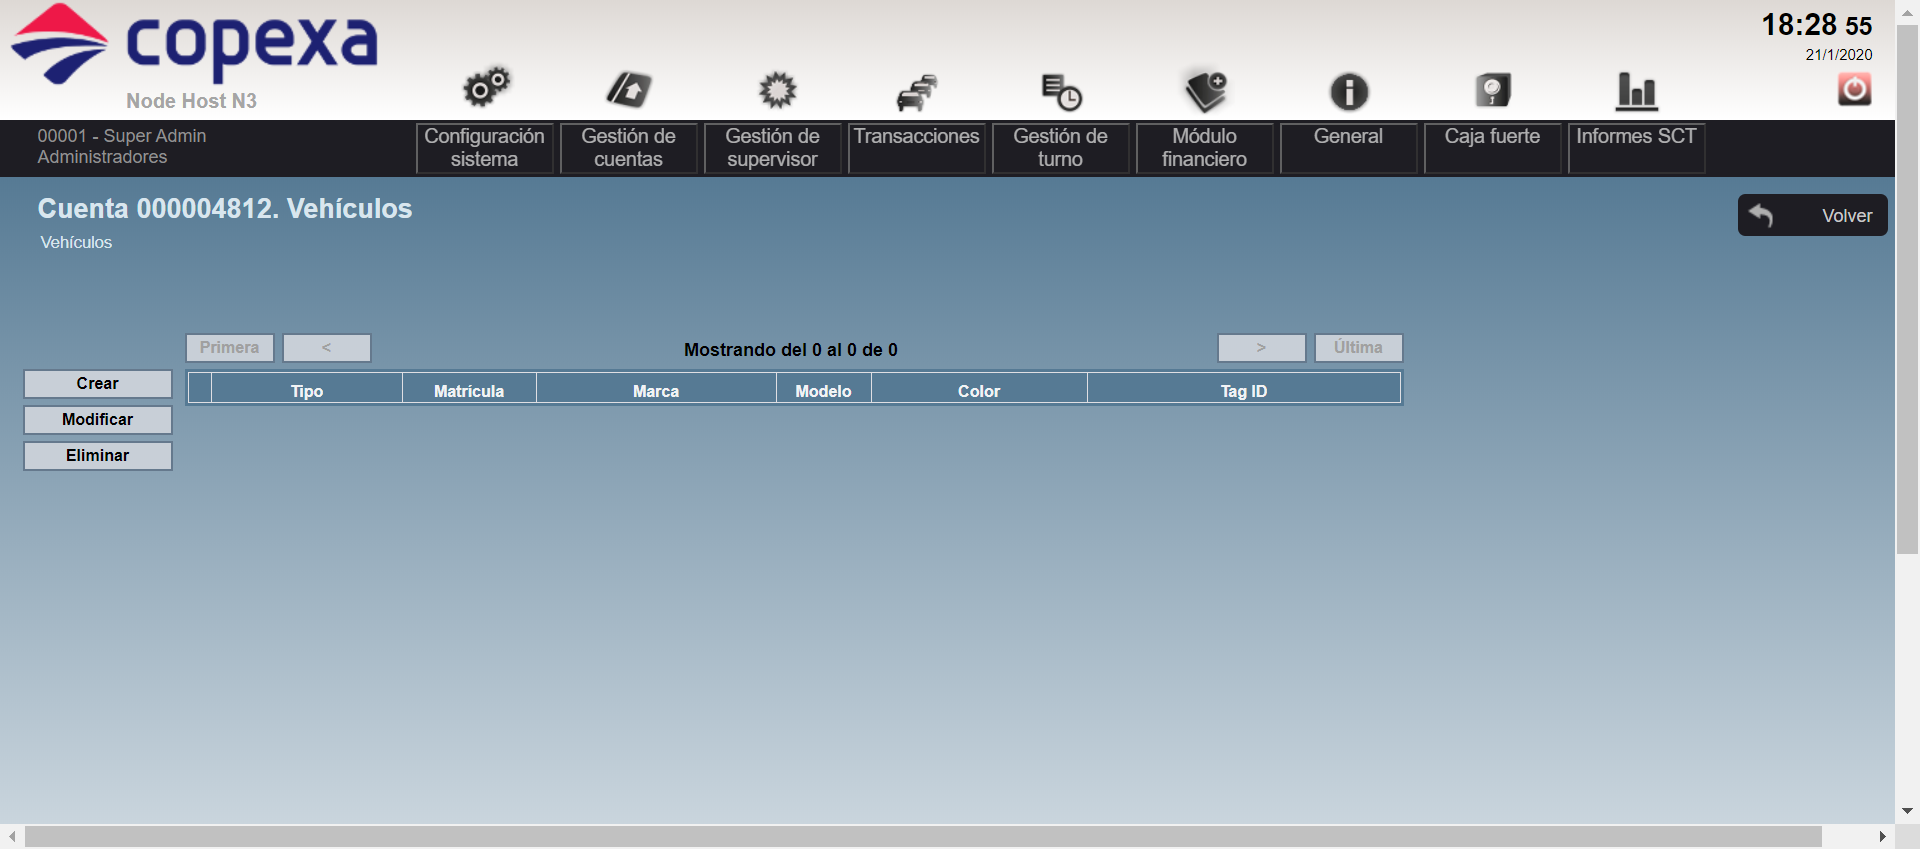 copexa
Node Host N3
18:28 55
21/1/2020
00001 - Super Admin
Administradores
Configuración
sistema
Gestión de
cuentas
Gestión de
supervisor
Transacciones
Gestión de
turno
Módulo
financiero
General
Caja fuerte
Informes SCT
Cuenta 000004812. Vehículos
Vehículos
Volver
Primera
<
Mostrando del 0 al 0 de 0
>
Última
Crear
Modificar
Eliminar
Tipo
Matrícula
Marca
Modelo
Color
Tag ID